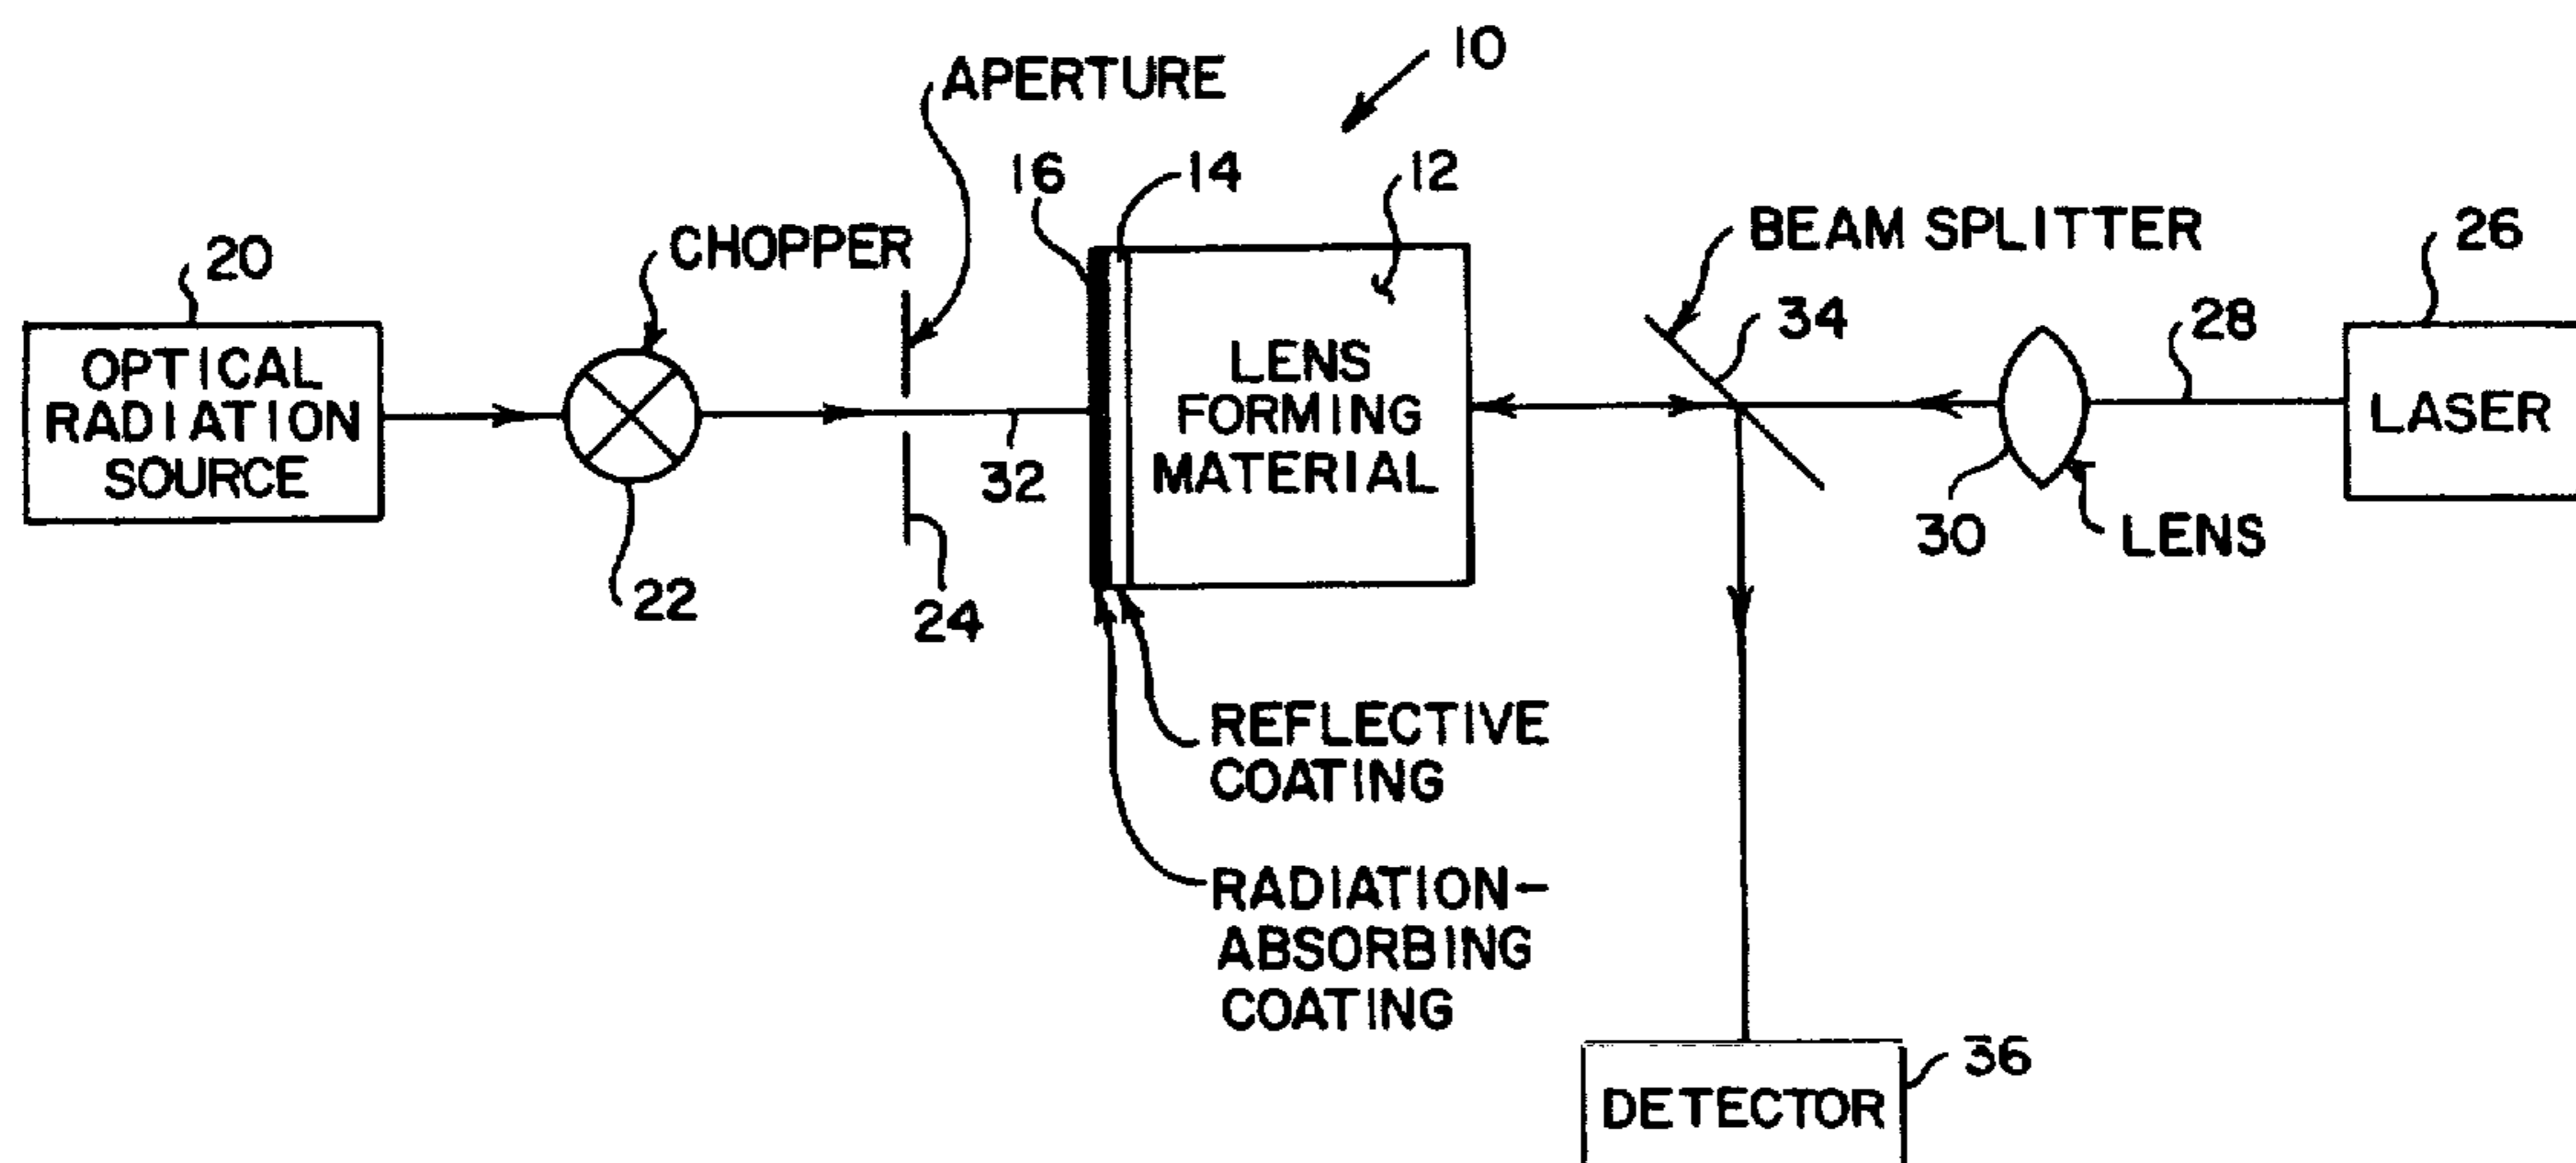 10
APERTURE
16
14
12
CHOPPER
BEAM SPLITTER
26
20
34
28
OPTICAL
RADIATION
SOURCE
LENS
FORMING
MATERIAL
LASER
32
30
LENS
22
24
REFLECTIVE
COATING
RADIATION-
ABSORBING
COATING
36
DETECTOR